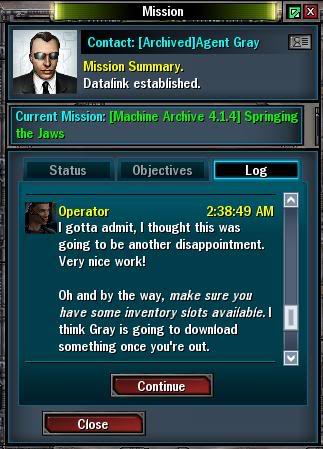 Mission
Contact: [Archived]Agent Gray
Mission Summary.
Datalink established.
Current Mission: [Machine Archive 4.1.4] Springing
the Jaws
Status
Objectives
Log
Operator
2:38:49 AM
I gotta admit, I thought this was
going to be another disappointment.
Very nice work!
Oh and by the way, make sure you
have some inventory slots available. I
think Gray is going to download
something once you're out.
Continue
Close